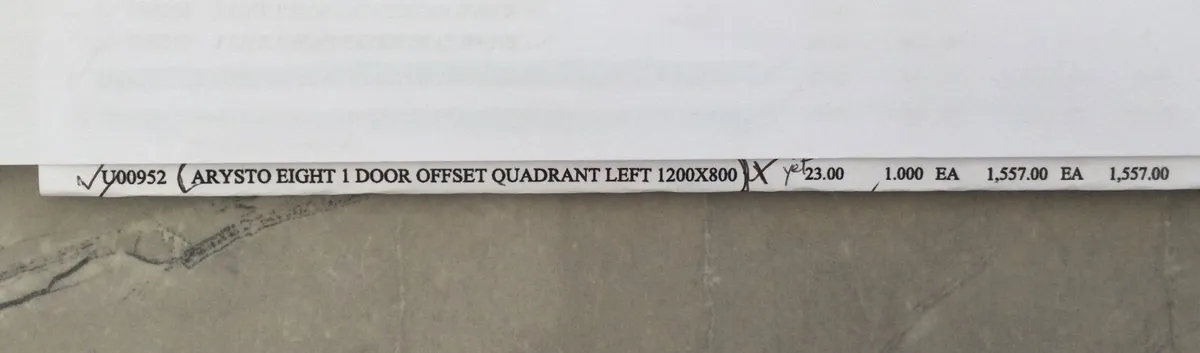 ✓U00952 (ARYSTO EIGHT 1 DOOR OFFSET QUADRANT LEFT 1200X800) X yet 23.00 1.000 EA 1,557.00 EA 1,557.00